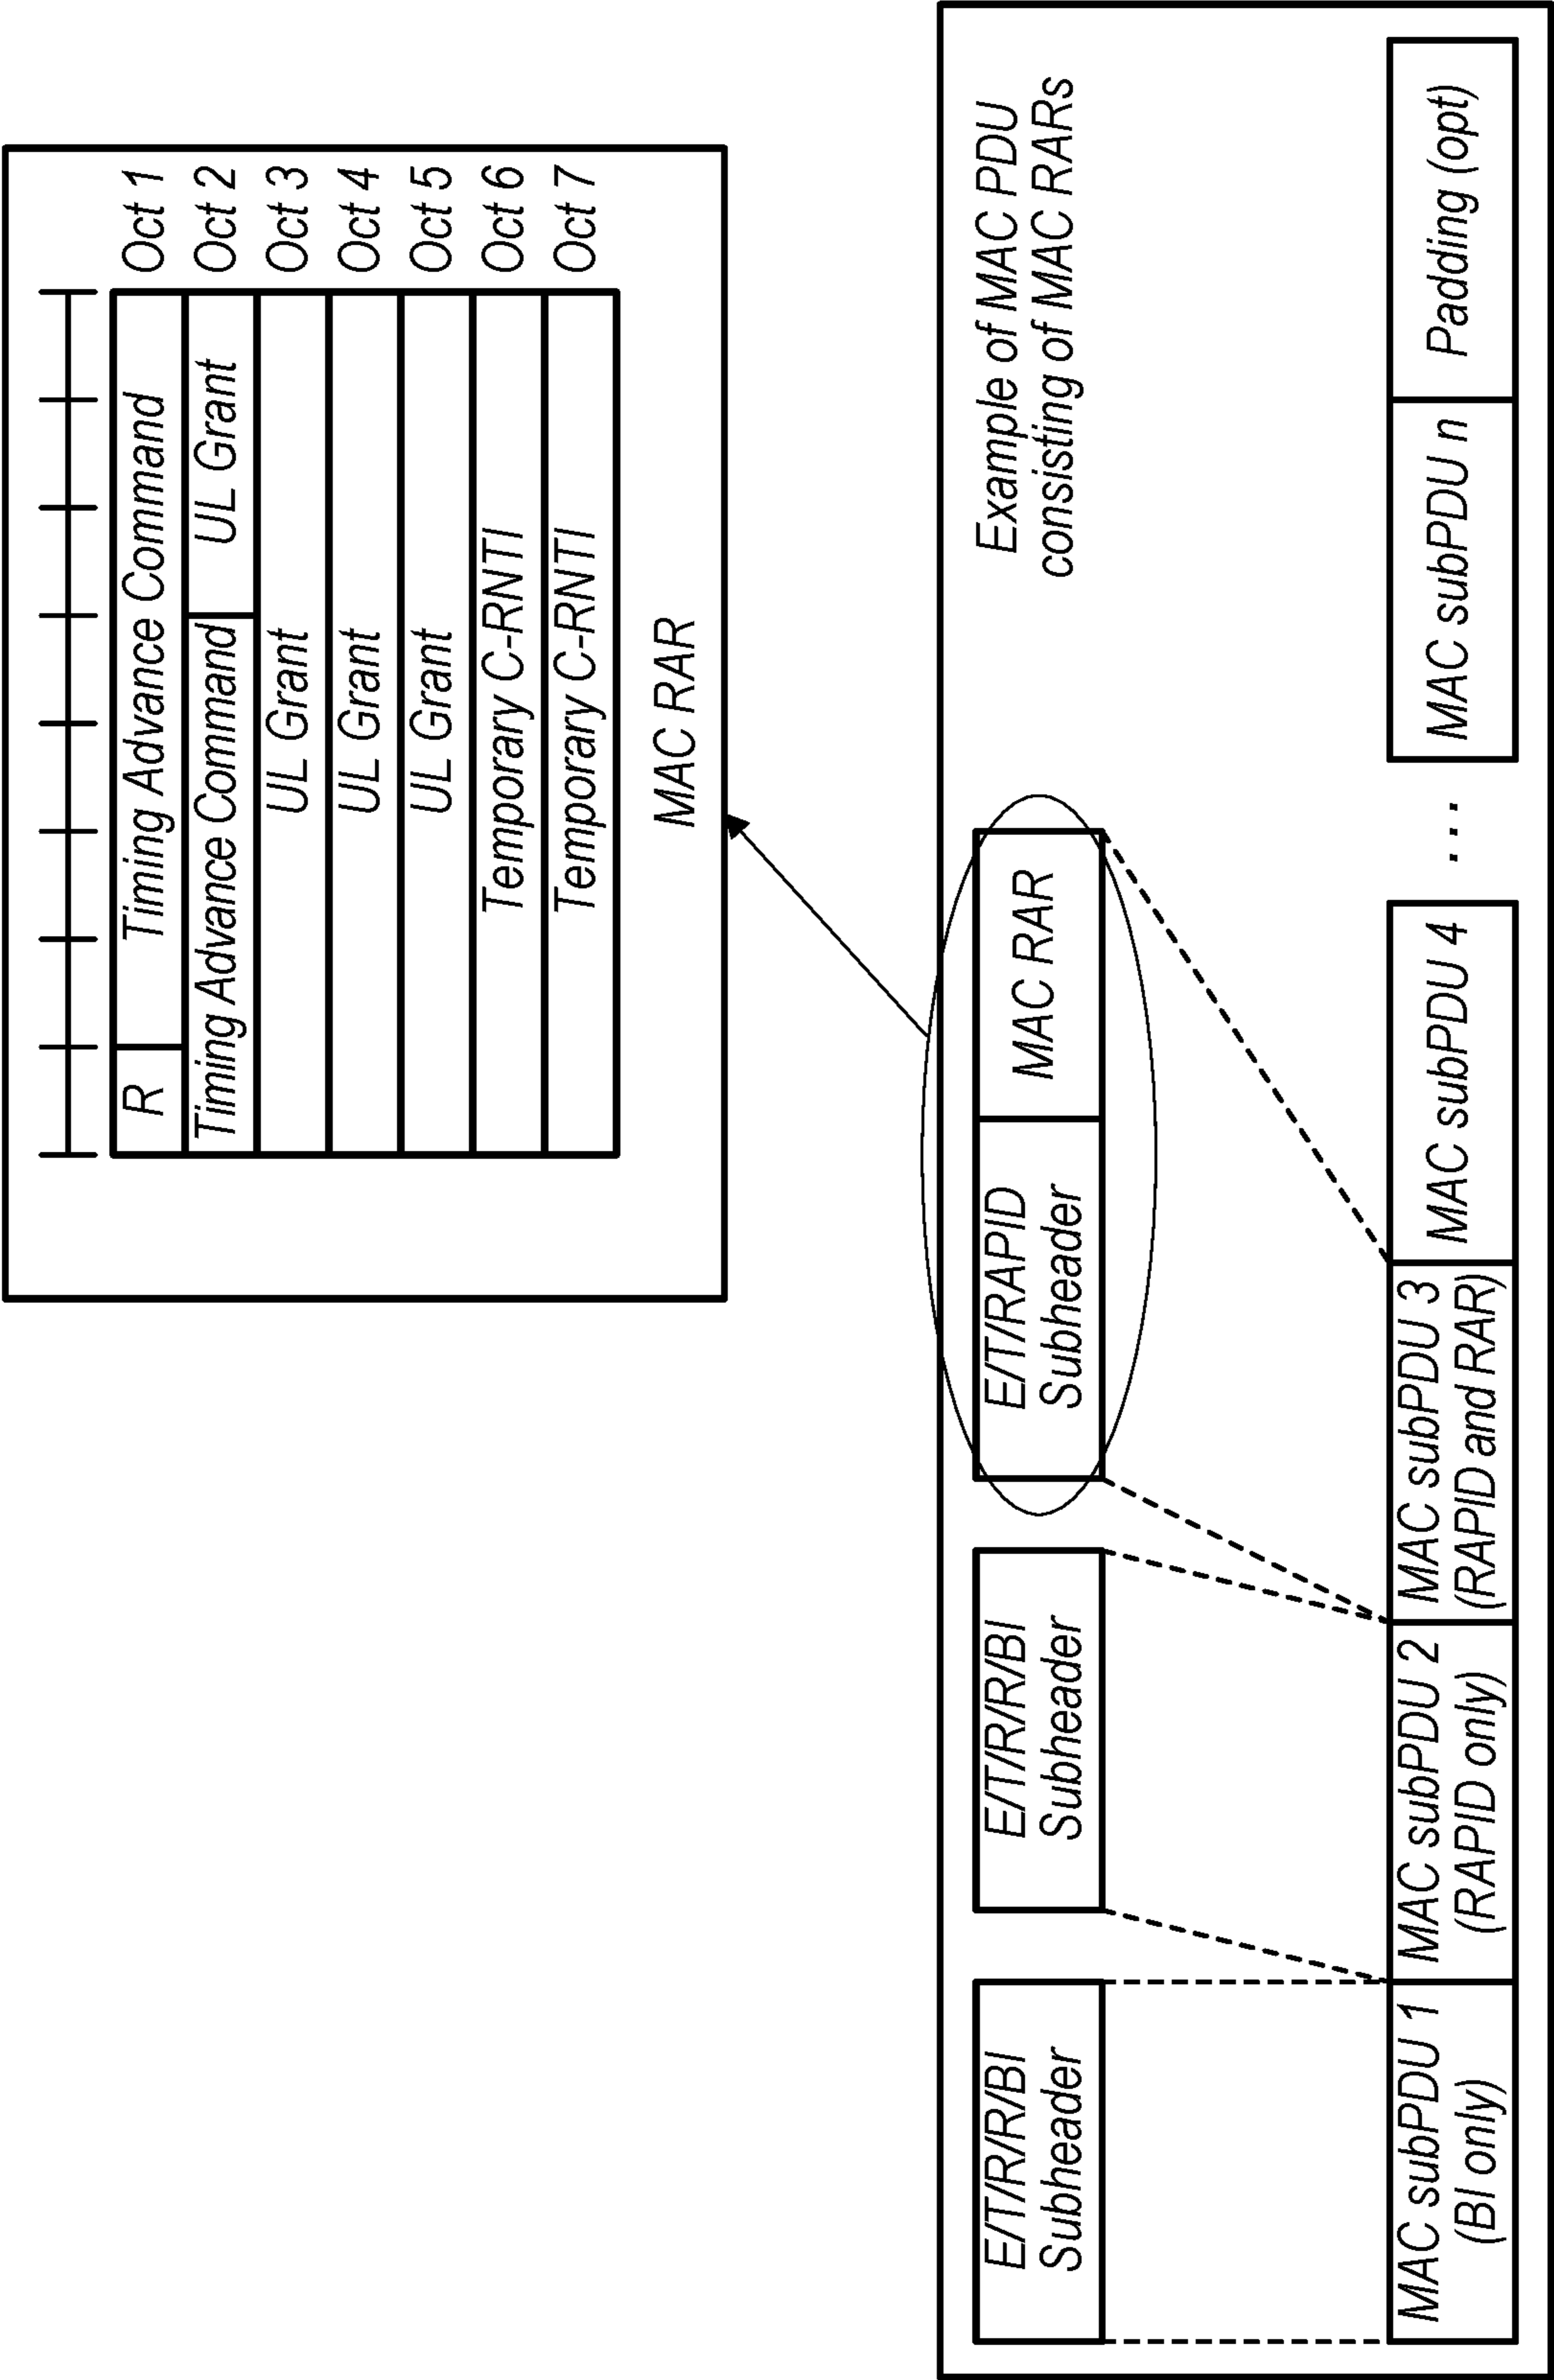 R
Timing Advance Command
Oct 1
Timing Advance Command
UL Grant
Oct 2
UL Grant
Oct 3
UL Grant
Oct 4
UL Grant
Oct 5
Temporary C-RNTI
Oct 6
Temporary C-RNTI
Oct 7
MAC RAR
Example of MAC PDU
consisting of MAC RARs
E/T/R/R/BI
Subheader
E/T/R/R/BI
Subheader
E/T/RAPID
Subheader
MAC RAR
MAC subPDU 1
(BI only)
MAC subPDU 2
(RAPID only)
MAC subPDU 3
(RAPID and RAR)
MAC subPDU 4
...
MAC subPDU n
Padding (opt)